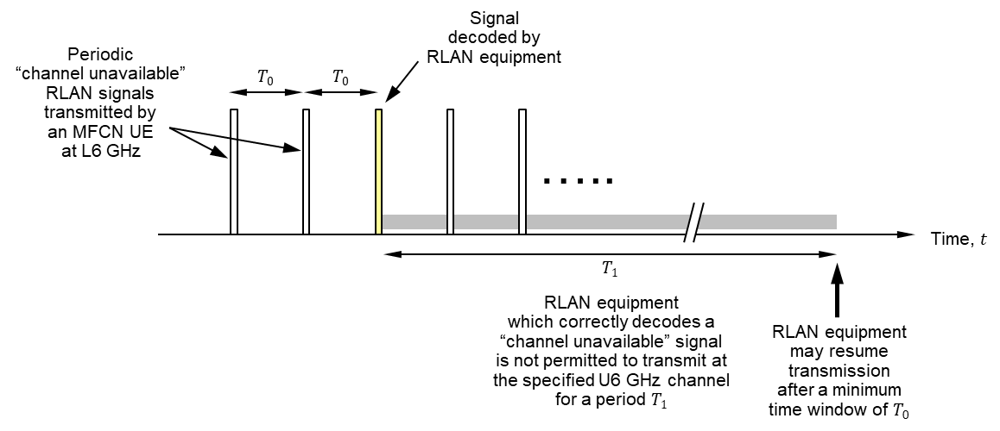 Signal
decoded by
RLAN equipment
Periodic
“channel unavailable”
RLAN signals
transmitted by
an MFCN UE
at L6 GHz
T₀
T₀
Time, t
T₁
RLAN equipment
which correctly decodes a
“channel unavailable” signal
is not permitted to transmit at
the specified U6 GHz channel
for a period T₁
RLAN equipment
may resume
transmission
after a minimum
time window of T₀